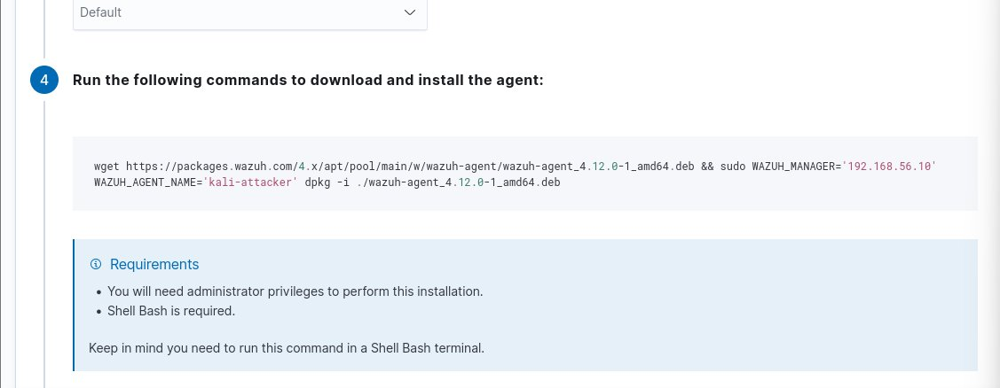 Default
4
Run the following commands to download and install the agent:
wget https://packages.wazuh.com/4.x/apt/pool/main/w/wazuh-agent/wazuh-agent_4.12.0-1_amd64.deb && sudo WAZUH_MANAGER='192.168.56.10'
WAZUH_AGENT_NAME='kali-attacker' dpkg -i ./wazuh-agent_4.12.0-1_amd64.deb
Requirements
• You will need administrator privileges to perform this installation.
• Shell Bash is required.
Keep in mind you need to run this command in a Shell Bash terminal.